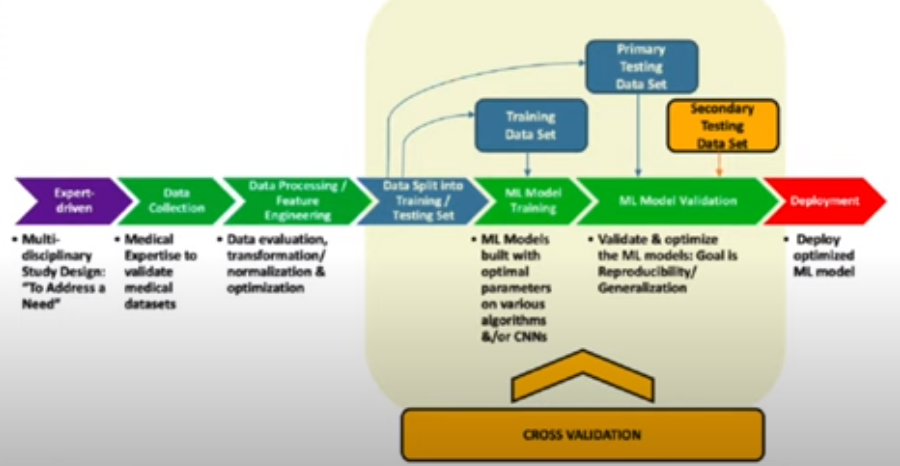 Primary
Testing
Data Set
Training
Data Set
Secondary
Testing
Data Set
Expert-
driven
Data
Collection
Data Processing /
Feature
Engineering
Data Split into
Training /
Testing Set
ML Model
Training
ML Model Validation
Deployment
• Multi-
disciplinary
Study Design:
"To Address a
Need"
• Medical
Expertise to
validate
medical
datasets
• Data evaluation,
transformation/
normalization &
optimization
• ML Models
built with
optimal
parameters
on various
algorithms
&/or CNNs
• Validate & optimize
the ML models: Goal is
Reproducibility/
Generalization
• Deploy
optimized
ML model
CROSS VALIDATION